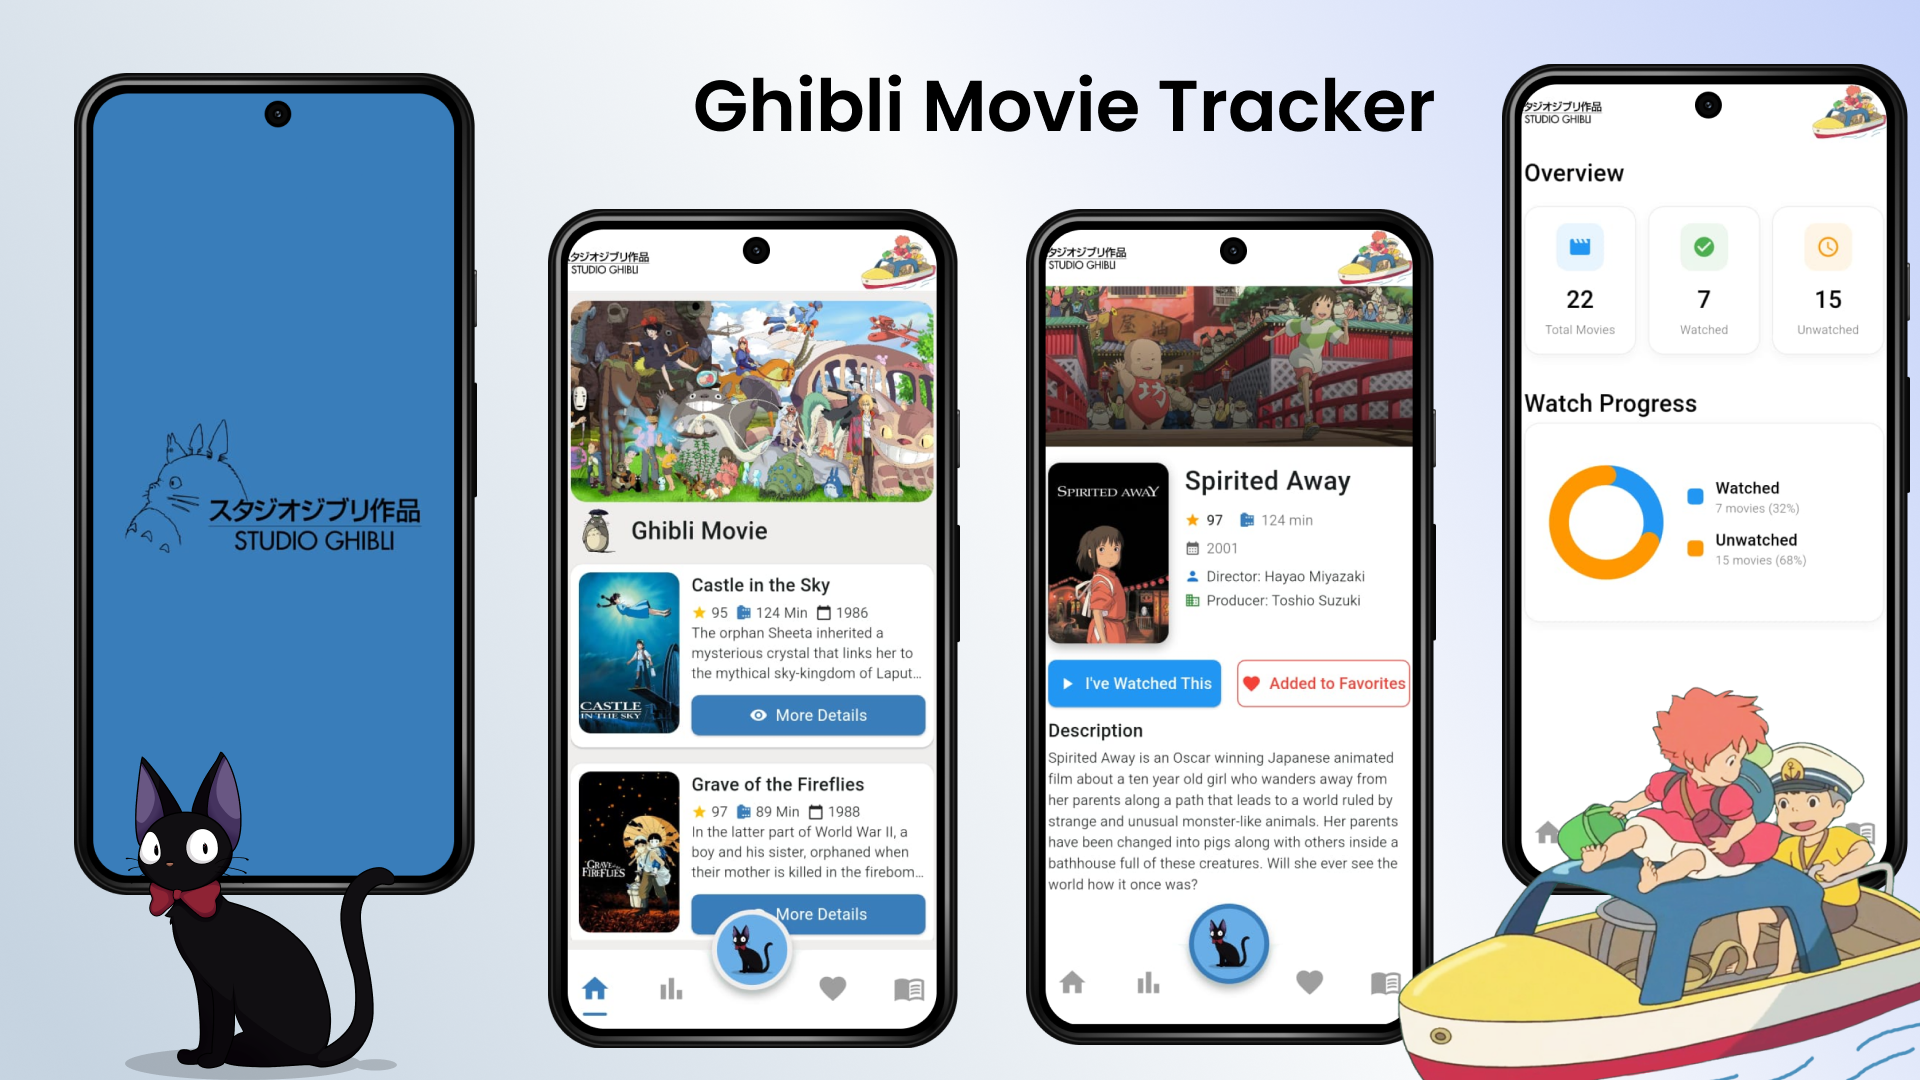 Ghibli Movie Tracker
スタジオジブリ作品
STUDIO GHIBLI
タジオジブリ作品
STUDIO GHIBLI
Ghibli Movie
CASTLE
IN THE SKY
Castle in the Sky
95 124 Min 1986
The orphan Sheeta inherited a
mysterious crystal that links her to
the mythical sky-kingdom of Laput...
More Details
GRAVE OF THE
FIREFLIES
Grave of the Fireflies
97 89 Min 1988
In the latter part of World War II, a
boy and his sister, orphaned when
their mother is killed in the firebom...
More Details
タジオジブリ作品
STUDIO GHIBLI
坊
SPIRITED AWAY
Spirited Away
97 124 min
2001
Director: Hayao Miyazaki
Producer: Toshio Suzuki
I've Watched This
Added to Favorites
Description
Spirited Away is an Oscar winning Japanese animated
film about a ten year old girl who wanders away from
her parents along a path that leads to a world ruled by
strange and unusual monster-like animals. Her parents
have been changed into pigs along with others inside a
bathhouse full of these creatures. Will she ever see the
world how it once was?
タジオジブリ作品
STUDIO GHIBLI
Overview
22
Total Movies
7
Watched
15
Unwatched
Watch Progress
Watched
7 movies (32%)
Unwatched
15 movies (68%)